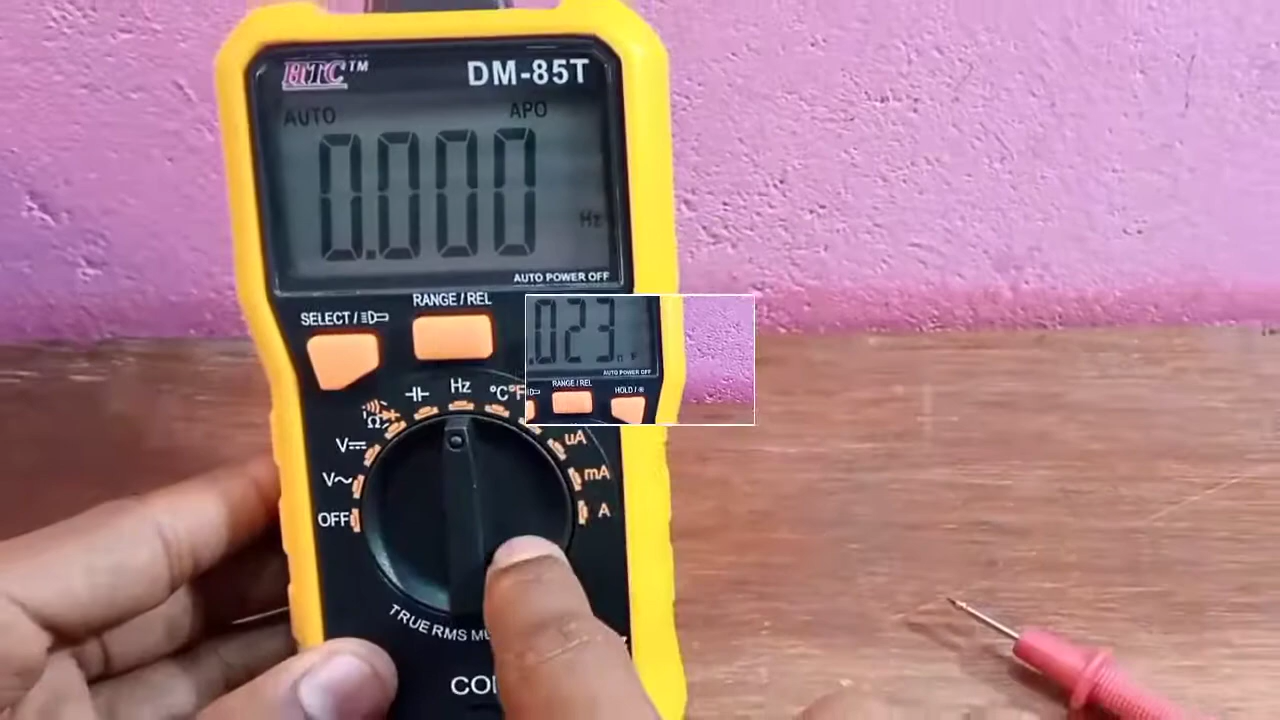 HTC™ DM-85T
AUTO APO
0.000
Hz
AUTO POWER OFF
RANGE / REL
SELECT /
.023 n F
AUTO POWER OFF
RANGE / REL
HOLD /
Hz
°C°F
Ω
V
uA
V~
mA
OFF
A
TRUE RMS